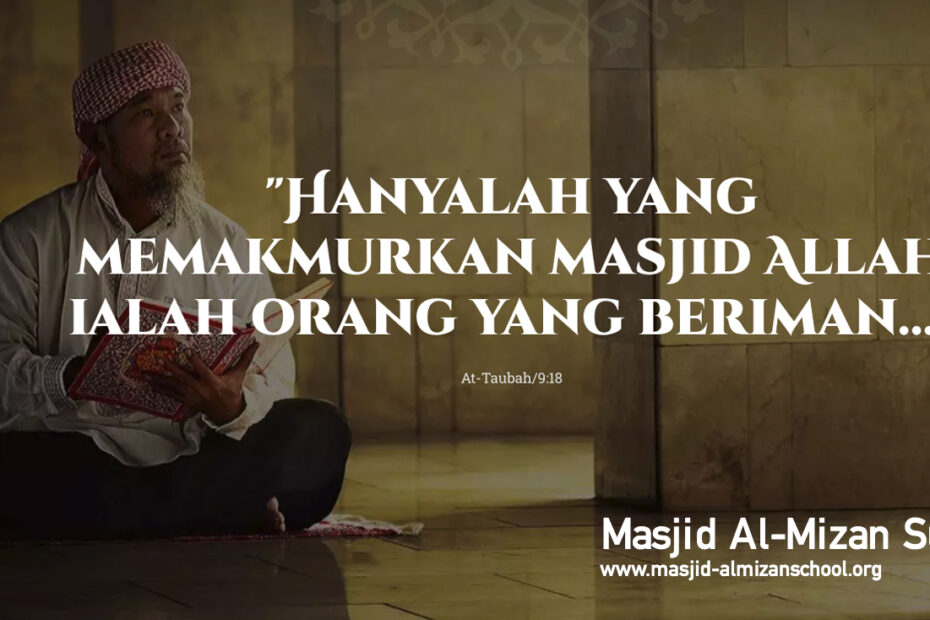 "Hanyalah yang
memakmurkan masjid Allah
ialah orang yang beriman...
At-Taubah/9:18
Masjid Al-Mizan
www.masjid-almizanschool.org